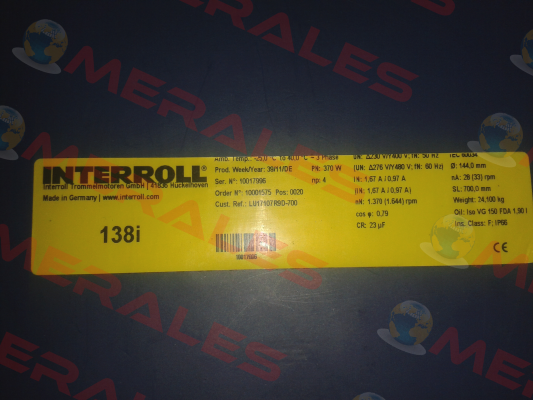 MERALES
Amb. Temp.: -25,0 °C to 40,0 °C - 3 Phase
UN: Δ230 V/Y400 V; fN: 50 Hz
IEC 60034
INTERROLL
Prod. Week/Year: 39/11/DE
PN: 370 W
(UN: Δ276 V/Y480 V; fN: 60 Hz)
Ø: 144,0 mm
Interroll Trommelmotoren GmbH | 41836 Hückelhoven
Ser. N°: 10017996
np: 4
IN: 1,67 A / 0,97 A
nA: 28 (33) rpm
Made in Germany | www.interroll.com
Order N°: 10001575 Pos: 0020
(IN: 1,67 A / 0,97 A)
SL: 700,0 mm
Cust. Ref.: LU17107RBD-700
nN: 1.370 (1.644) rpm
Weight: 24,100 kg
138i
cos φ: 0,79
Oil: Iso VG 150 FDA 1,90 l
CR: 23 µF
Ins. Class: F; IP66
CE
MERALES
MERALES